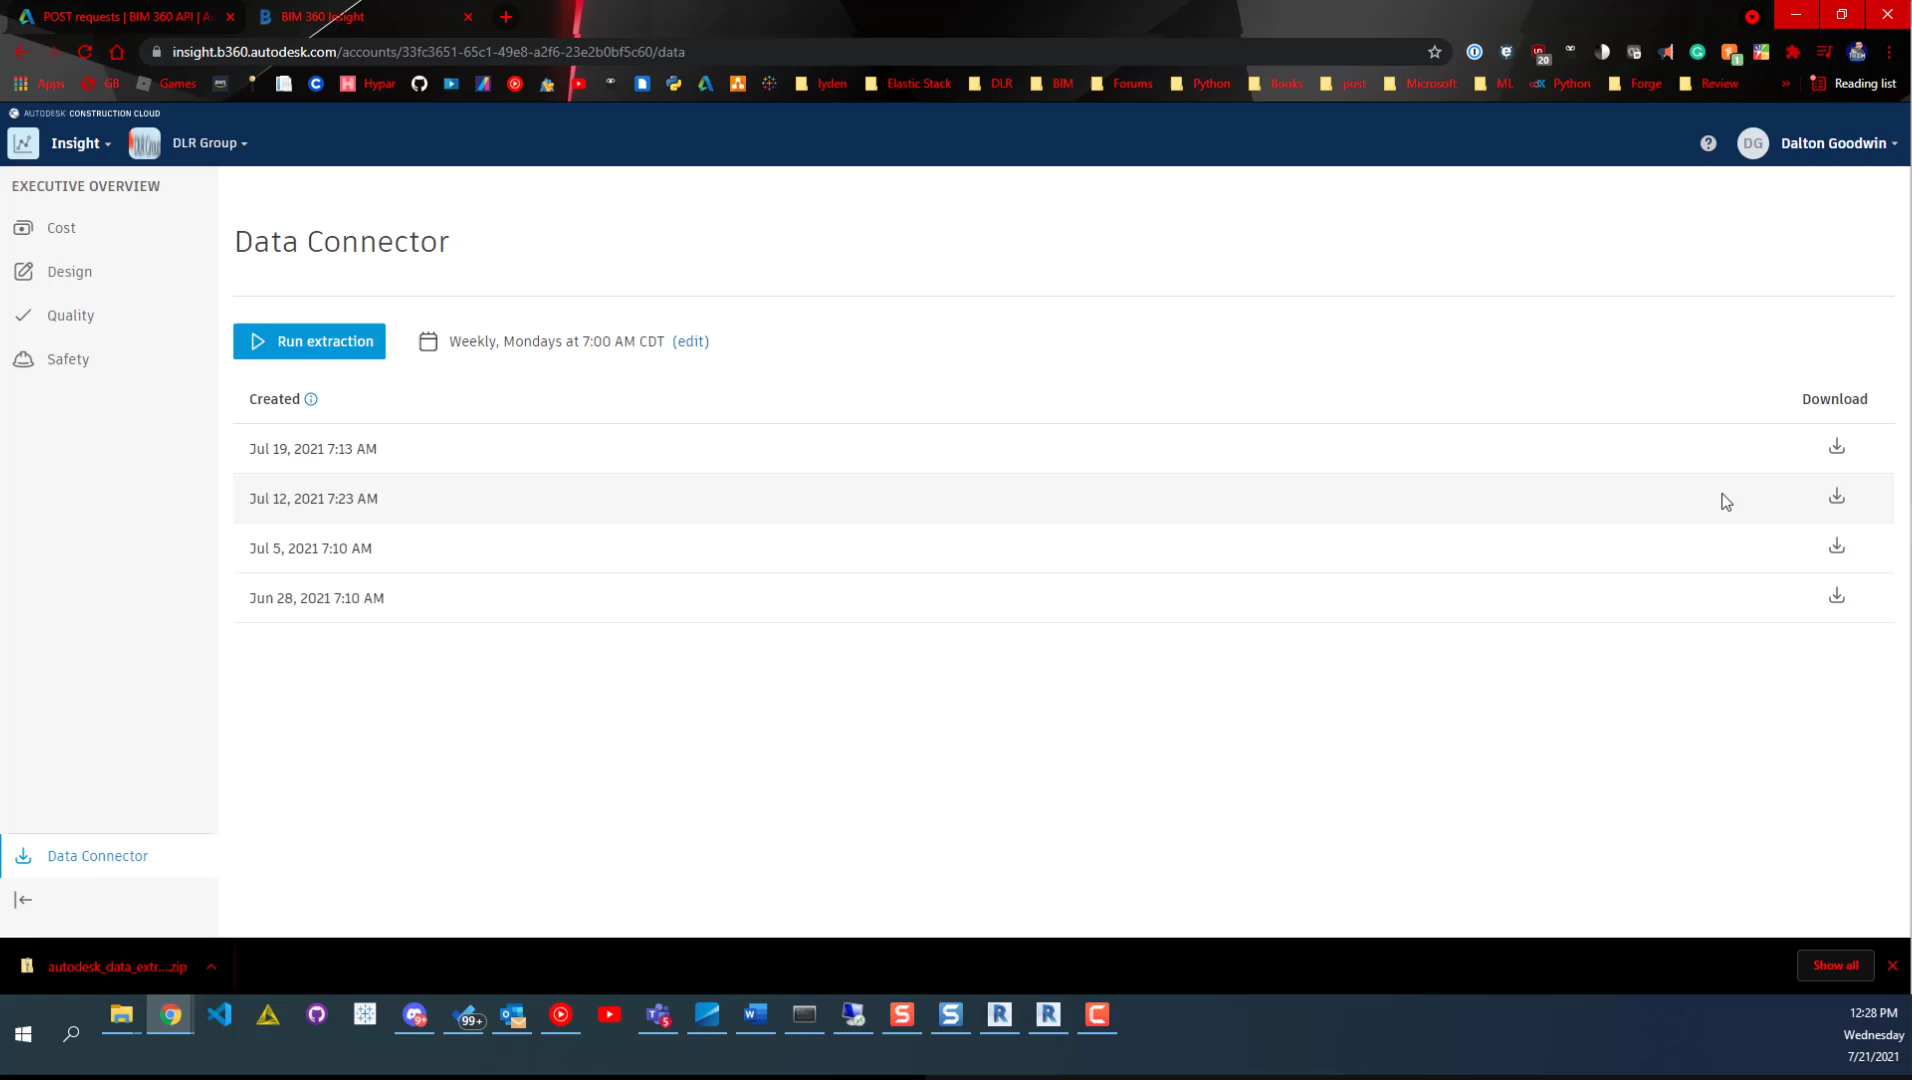 POST requests | BIM 360 API | Au
BIM 360 Insight
insight.b360.autodesk.com/accounts/33fc3651-65c1-49e8-a2f6-23e2b0bf5c60/data
Apps
GB
Games
Hypar
lyden
Elastic Stack
DLR
BIM
Forums
Python
Books
post
Microsoft
ML
edX
Python
Forge
Review
»
Reading list
20
1
AUTODESK CONSTRUCTION CLOUD
Insight
DLR Group
DG
Dalton Goodwin
EXECUTIVE OVERVIEW
Cost
Design
Quality
Safety
Data Connector
Data Connector
Run extraction
Weekly, Mondays at 7:00 AM CDT (edit)
Created
Download
Jul 19, 2021 7:13 AM
Jul 12, 2021 7:23 AM
Jul 5, 2021 7:10 AM
Jun 28, 2021 7:10 AM
autodesk_data_extr....zip
Show all
99+
12:28 PM
Wednesday
7/21/2021